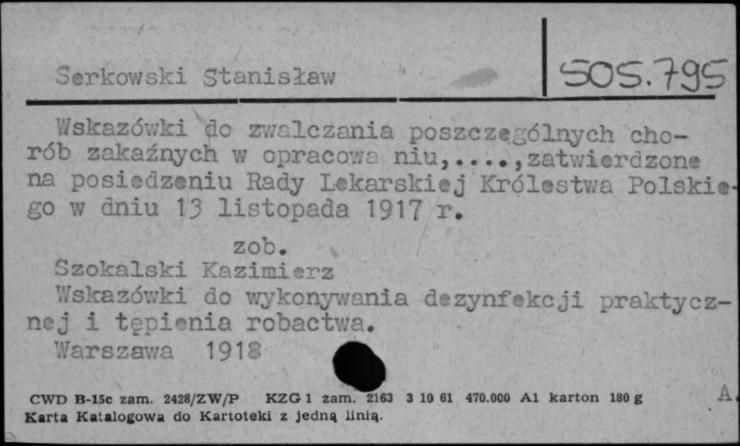 Serkowski Stanisław
505.795
Wskazówki do zwalczania poszczególnych cho-
rób zakaźnych w opracowa niu,....,zatwierdzone
na posiedzeniu Rady Lekarskiej Królestwa Polskie-
go w dniu 13 listopada 1917 r.
zob.
Szokalski Kazimierz
Wskazówki do wykonywania dezynfekcji praktycz-
nej i tępienia robactwa.
Warszawa 1918
CWD B-15c zam. 2428/ZW/P KZG 1 zam. 2163 3 10 61 470.000 A1 karton 180 g
A.
Karta Katalogowa do Kartoteki z jedną linią.